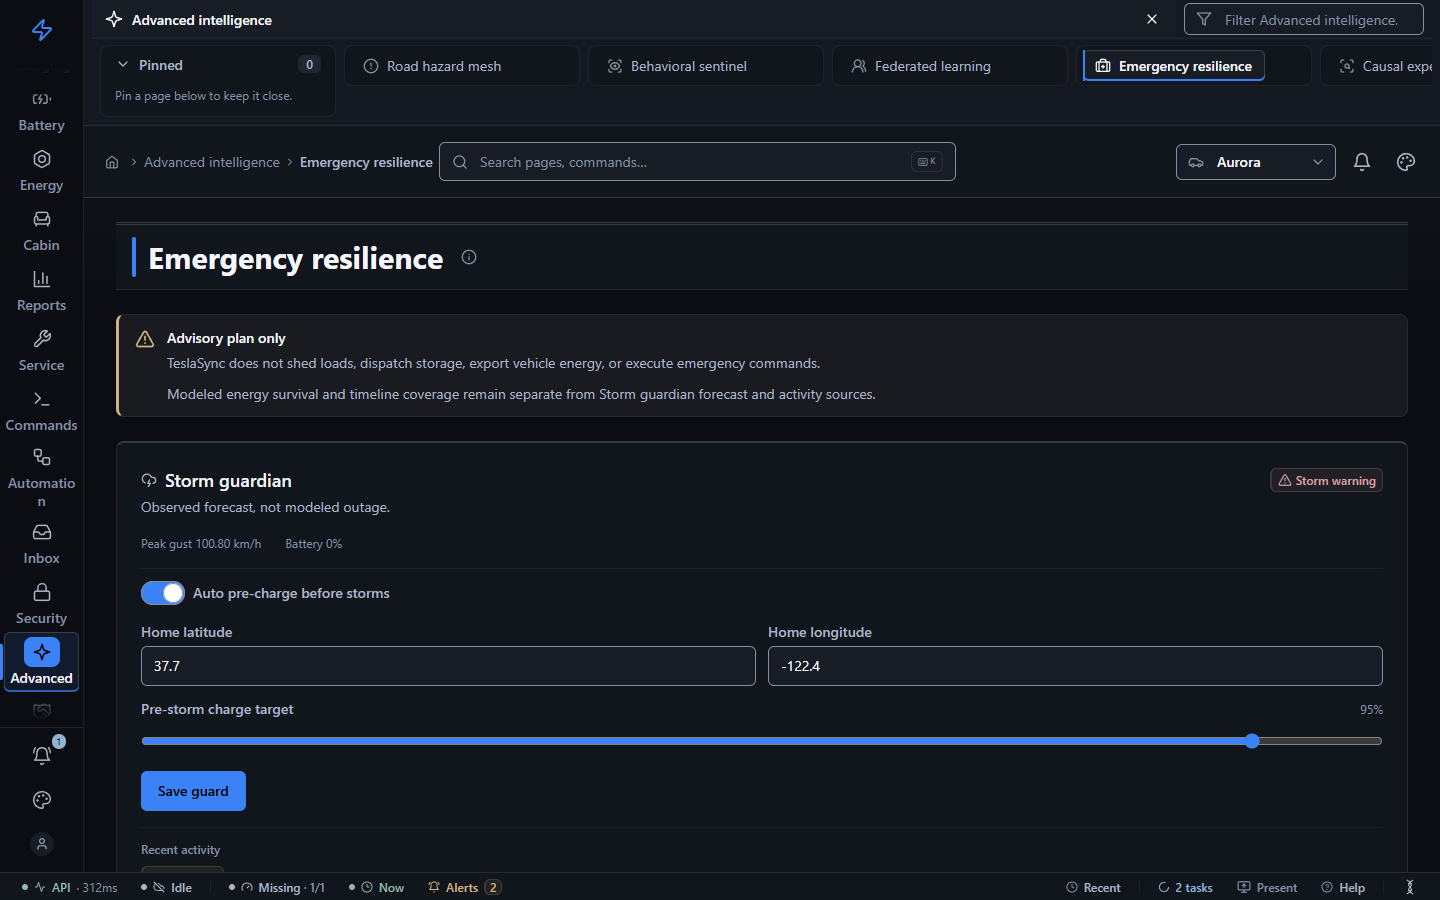 Advanced intelligence
Filter Advanced intelligence.
Pinned
0
Pin a page below to keep it close.
Road hazard mesh
Behavioral sentinel
Federated learning
Emergency resilience
Causal expe
Advanced intelligence
Emergency resilience
Search pages, commands...
K
Aurora
Battery
Energy
Cabin
Reports
Service
Commands
Automatio
n
Inbox
Security
Advanced
1
Emergency resilience
Advisory plan only
TeslaSync does not shed loads, dispatch storage, export vehicle energy, or execute emergency commands.
Modeled energy survival and timeline coverage remain separate from Storm guardian forecast and activity sources.
Storm guardian
Storm warning
Observed forecast, not modeled outage.
Peak gust 100.80 km/h
Battery 0%
Auto pre-charge before storms
Home latitude
Home longitude
37.7
-122.4
Pre-storm charge target
95%
Save guard
Recent activity
API · 312ms
Idle
Missing · 1/1
Now
Alerts 2
Recent
2 tasks
Present
Help